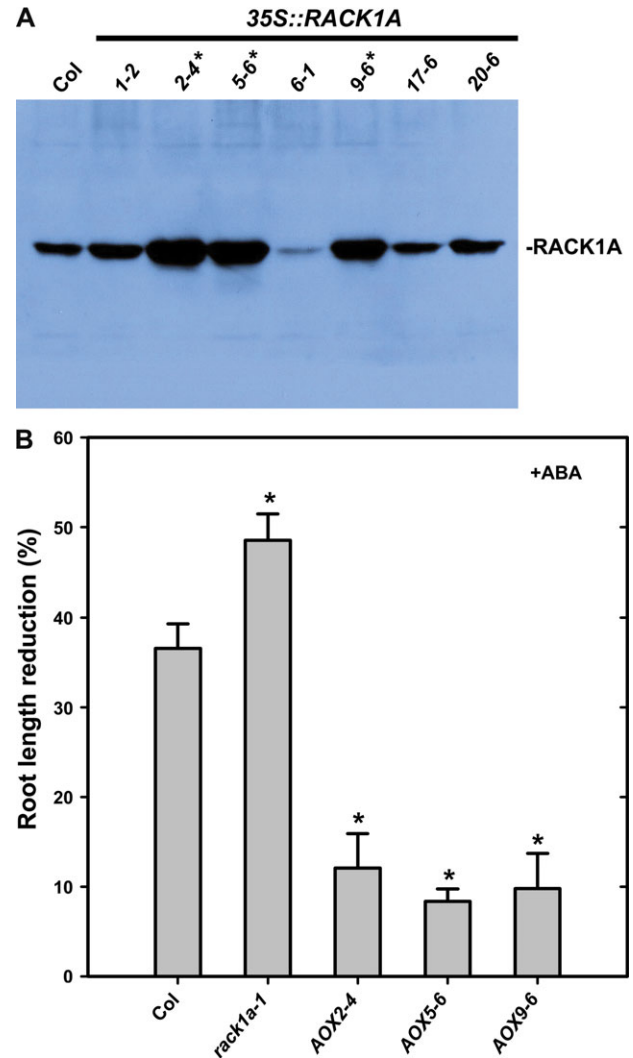 A
35S::RACK1A
Col 1-2 2-4* 5-6* 6-1 9-6* 17-6 20-6
-RACK1A
B
+ABA
Root length reduction (%)
60
50
40
30
20
10
0
* * * *
Col rack1a-1 AOX2-4 AOX5-6 AOX9-6